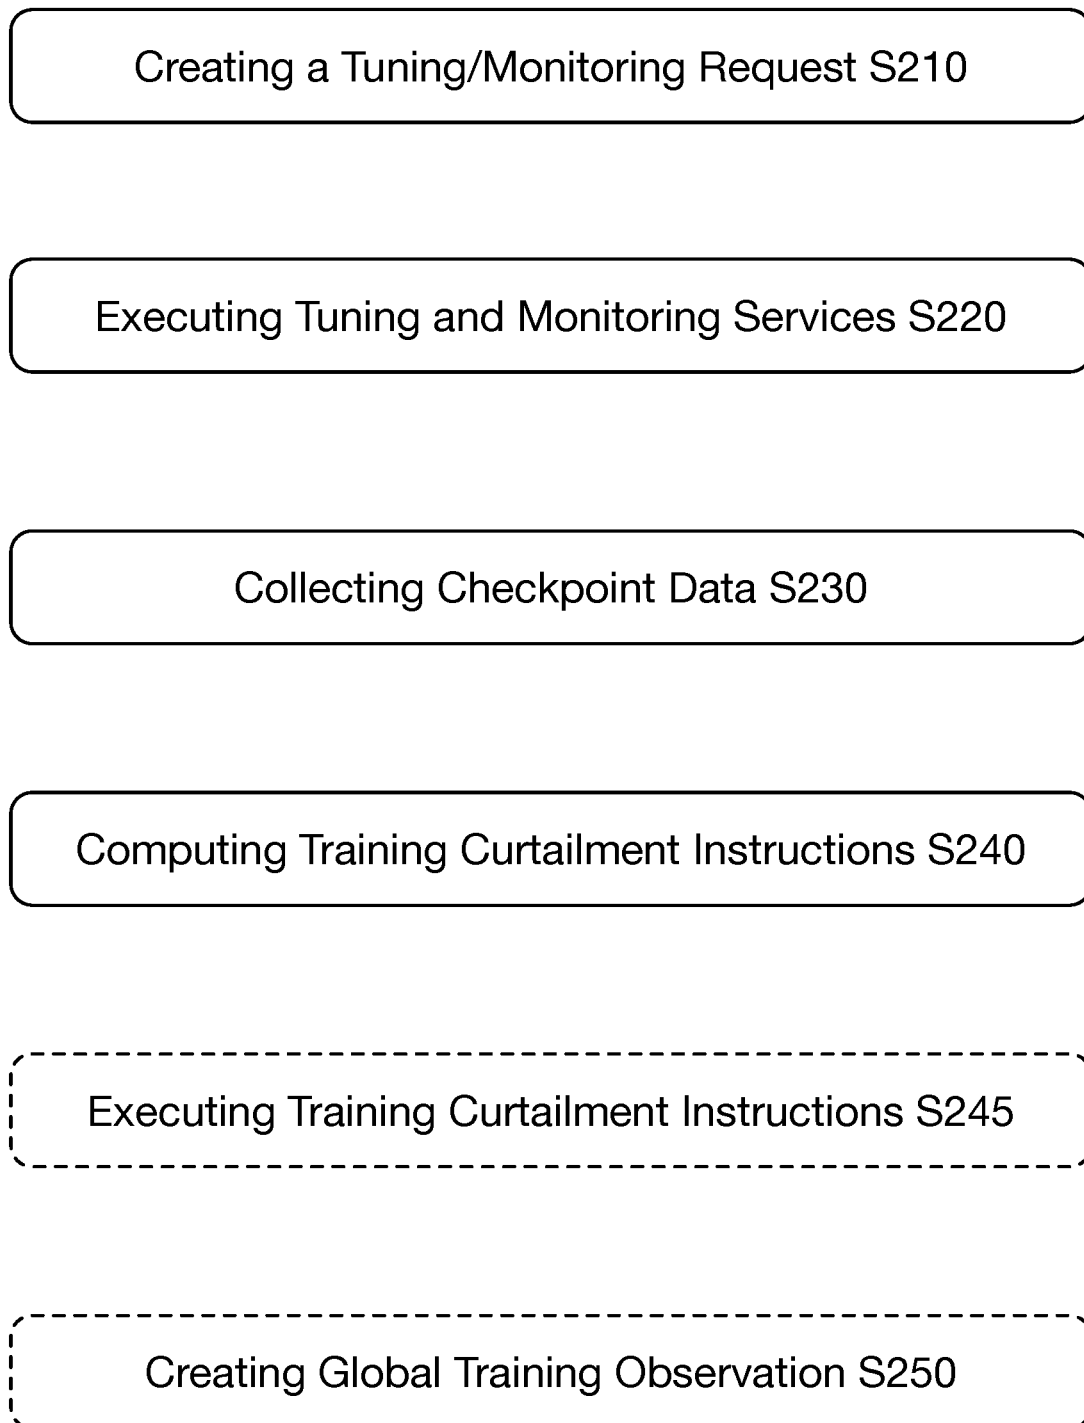 Creating a Tuning/Monitoring Request S210
Executing Tuning and Monitoring Services S220
Collecting Checkpoint Data S230
Computing Training Curtailment Instructions S240
Executing Training Curtailment Instructions S245
Creating Global Training Observation S250